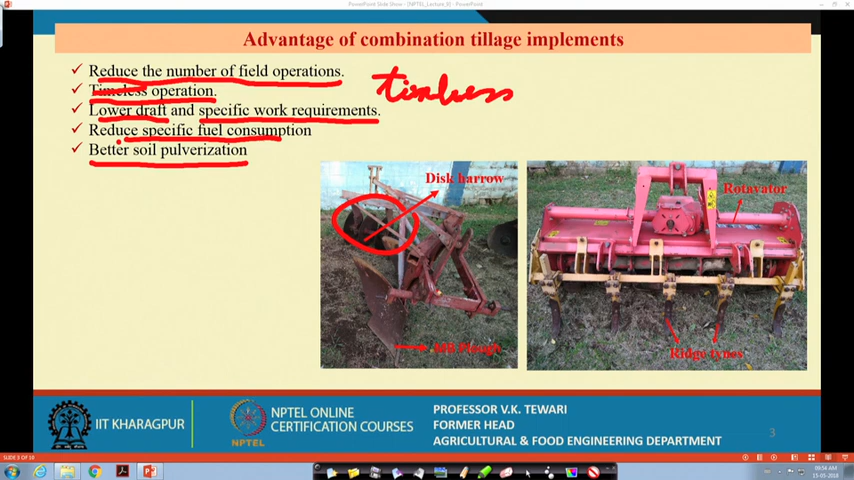 PowerPoint Slide Show - [NPTEL_Lecture_8] - PowerPoint
Advantage of combination tillage implements
✓ Reduce the number of field operations.
✓ Timeless operation.
timeless
✓ Lower draft and specific work requirements.
✓ Reduce specific fuel consumption
✓ Better soil pulverization
Disk harrow
Rotavator
MB Plough
Ridge tynes
IIT KHARAGPUR
NPTEL
NPTEL ONLINE
CERTIFICATION COURSES
PROFESSOR V.K. TEWARI
FORMER HEAD
AGRICULTURAL & FOOD ENGINEERING DEPARTMENT
3
SLIDE 3 OF 18
09:54 AM
15-05-2018